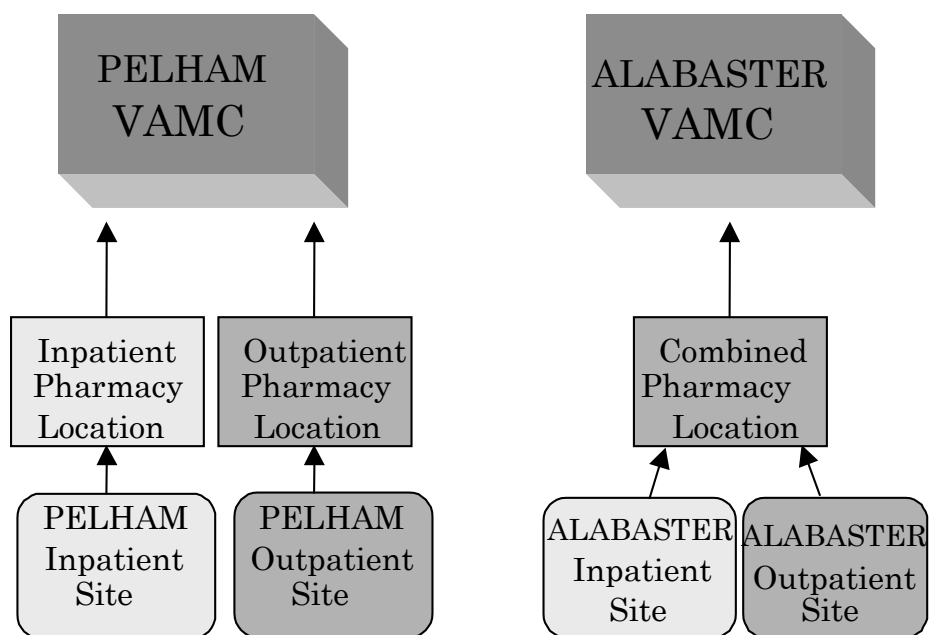 PELHAM
VAMC
ALABASTER
VAMC
Inpatient
Pharmacy
Location
Outpatient
Pharmacy
Location
Combined
Pharmacy
Location
PELHAM
Inpatient
Site
PELHAM
Outpatient
Site
ALABASTER
Inpatient
Site
ALABASTER
Outpatient
Site